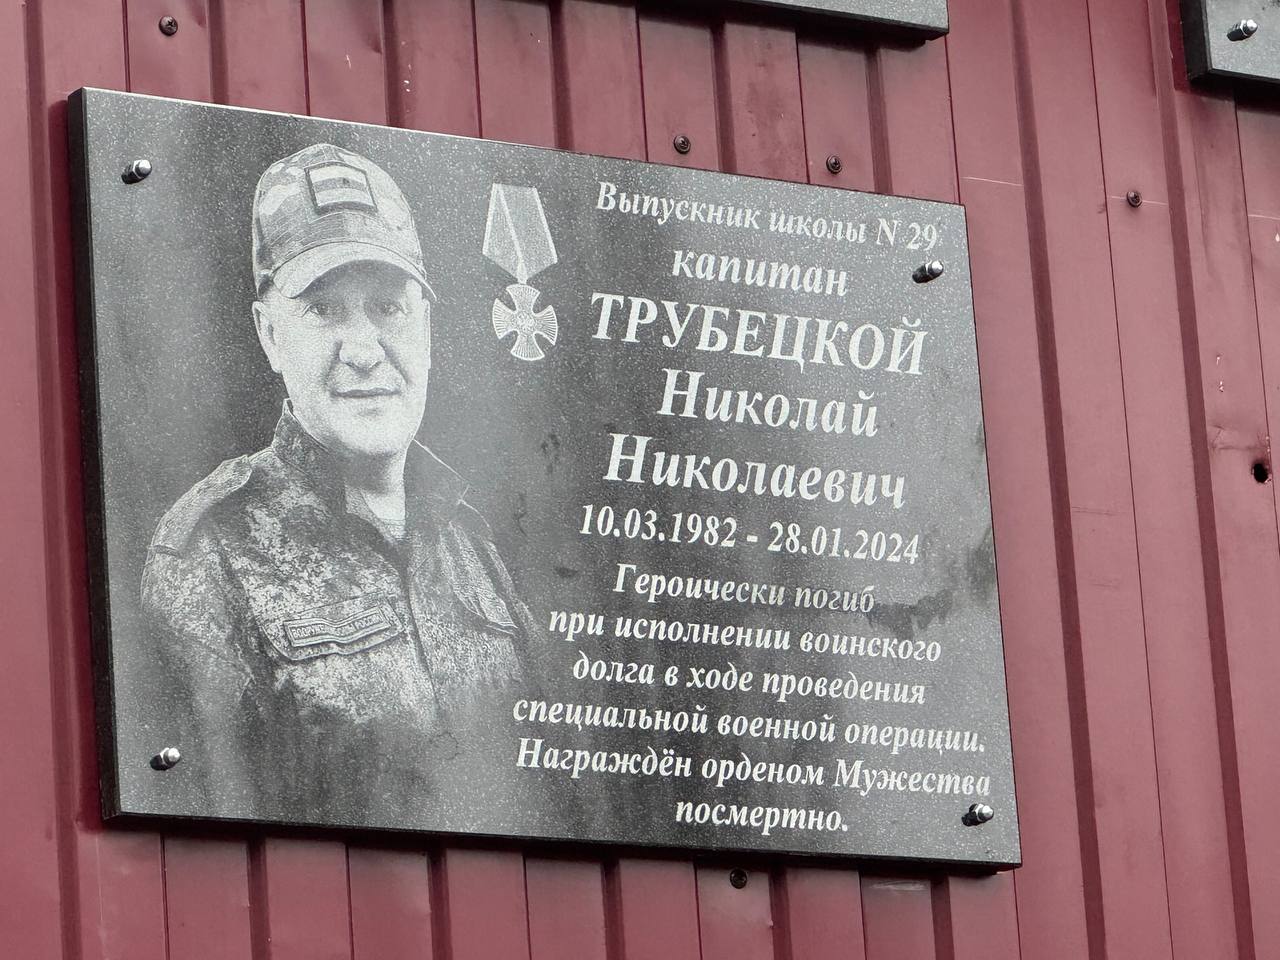 Выпускник школы N 29
капитан
ТРУБЕЦКОЙ
Николай
Николаевич
10.03.1982 - 28.01.2024
Героически погиб
при исполнении воинского
долга в ходе проведения
специальной военной операции.
Награждён орденом Мужества
посмертно.
РОССИИ